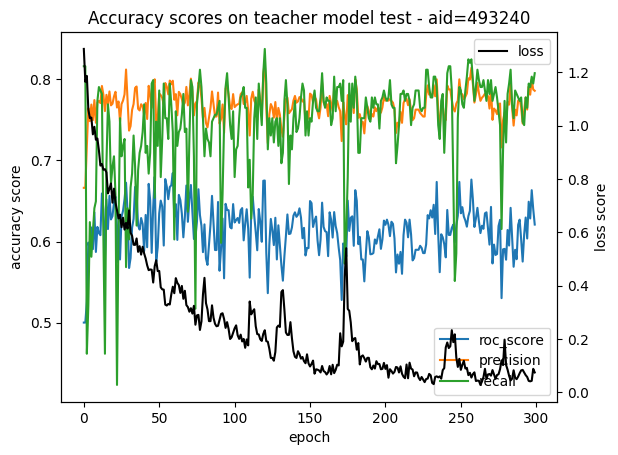 Accuracy scores on teacher model test - aid=493240
loss
accuracy score
0.8
0.7
0.6
0.5
1.2
1.0
0.8
0.6
0.4
0.2
0.0
loss score
roc_score
precision
recall
0
50
100
150
200
250
300
epoch